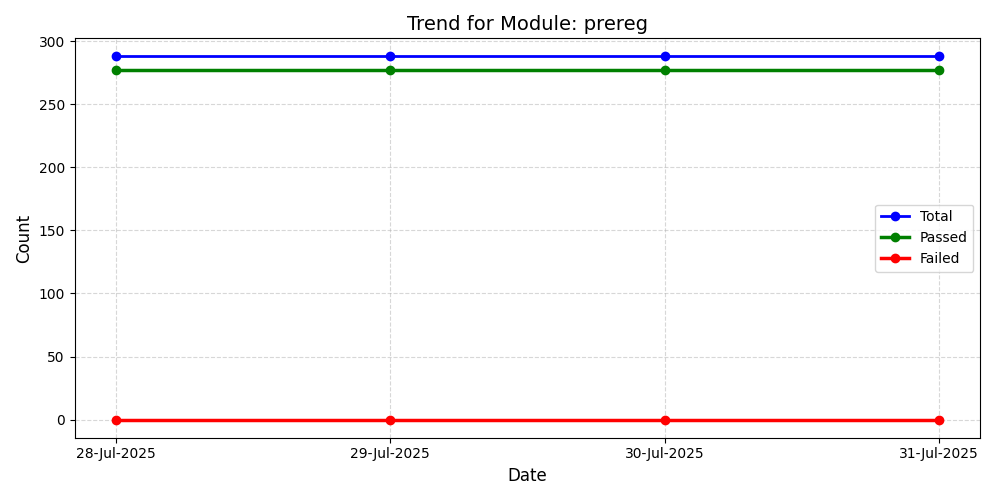 Trend for Module: prereg
300
250
200
150
100
50
0
Count
Total
Passed
Failed
28-Jul-2025
29-Jul-2025
30-Jul-2025
31-Jul-2025
Date